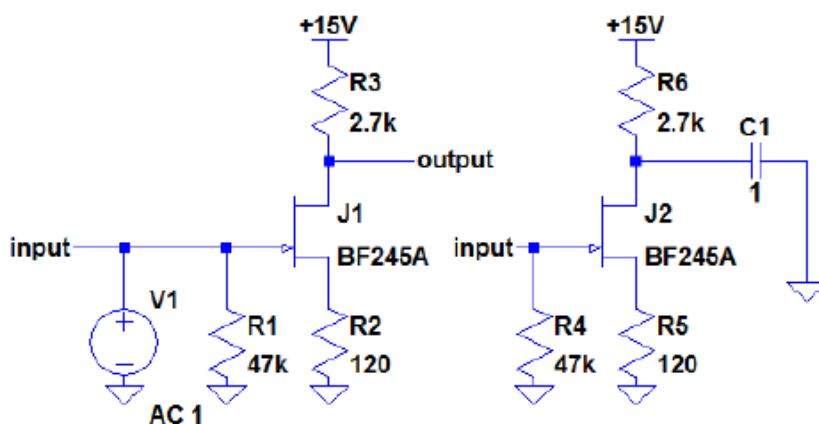 +15V
R3
2.7k
output
J1
BF245A
input
V1
R1
47k
R2
120
AC 1
+15V
R6
2.7k
C1
1
J2
BF245A
input
R4
47k
R5
120